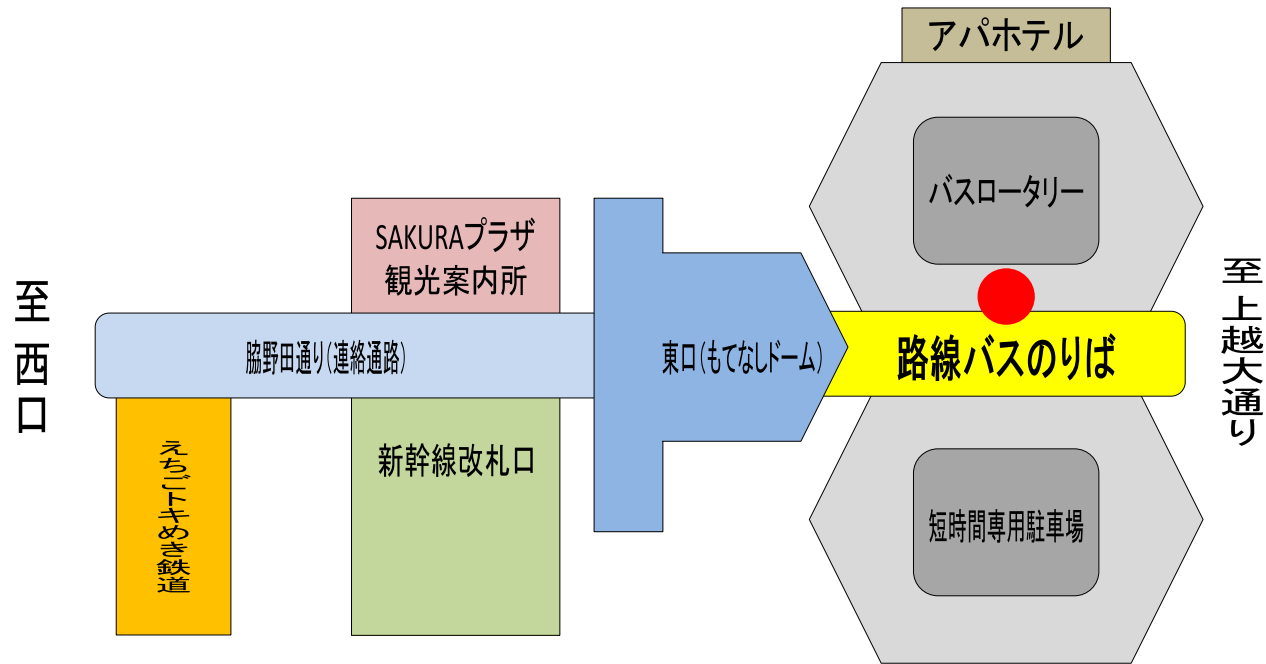 アパホテル
バスロータリー
SAKURAプラザ
観光案内所
至 西口
脇野田通り（連絡通路）
東口（もてなしドーム）
路線バスのりば
至 上越大通り
えちごトキめき鉄道
新幹線改札口
短時間専用駐車場